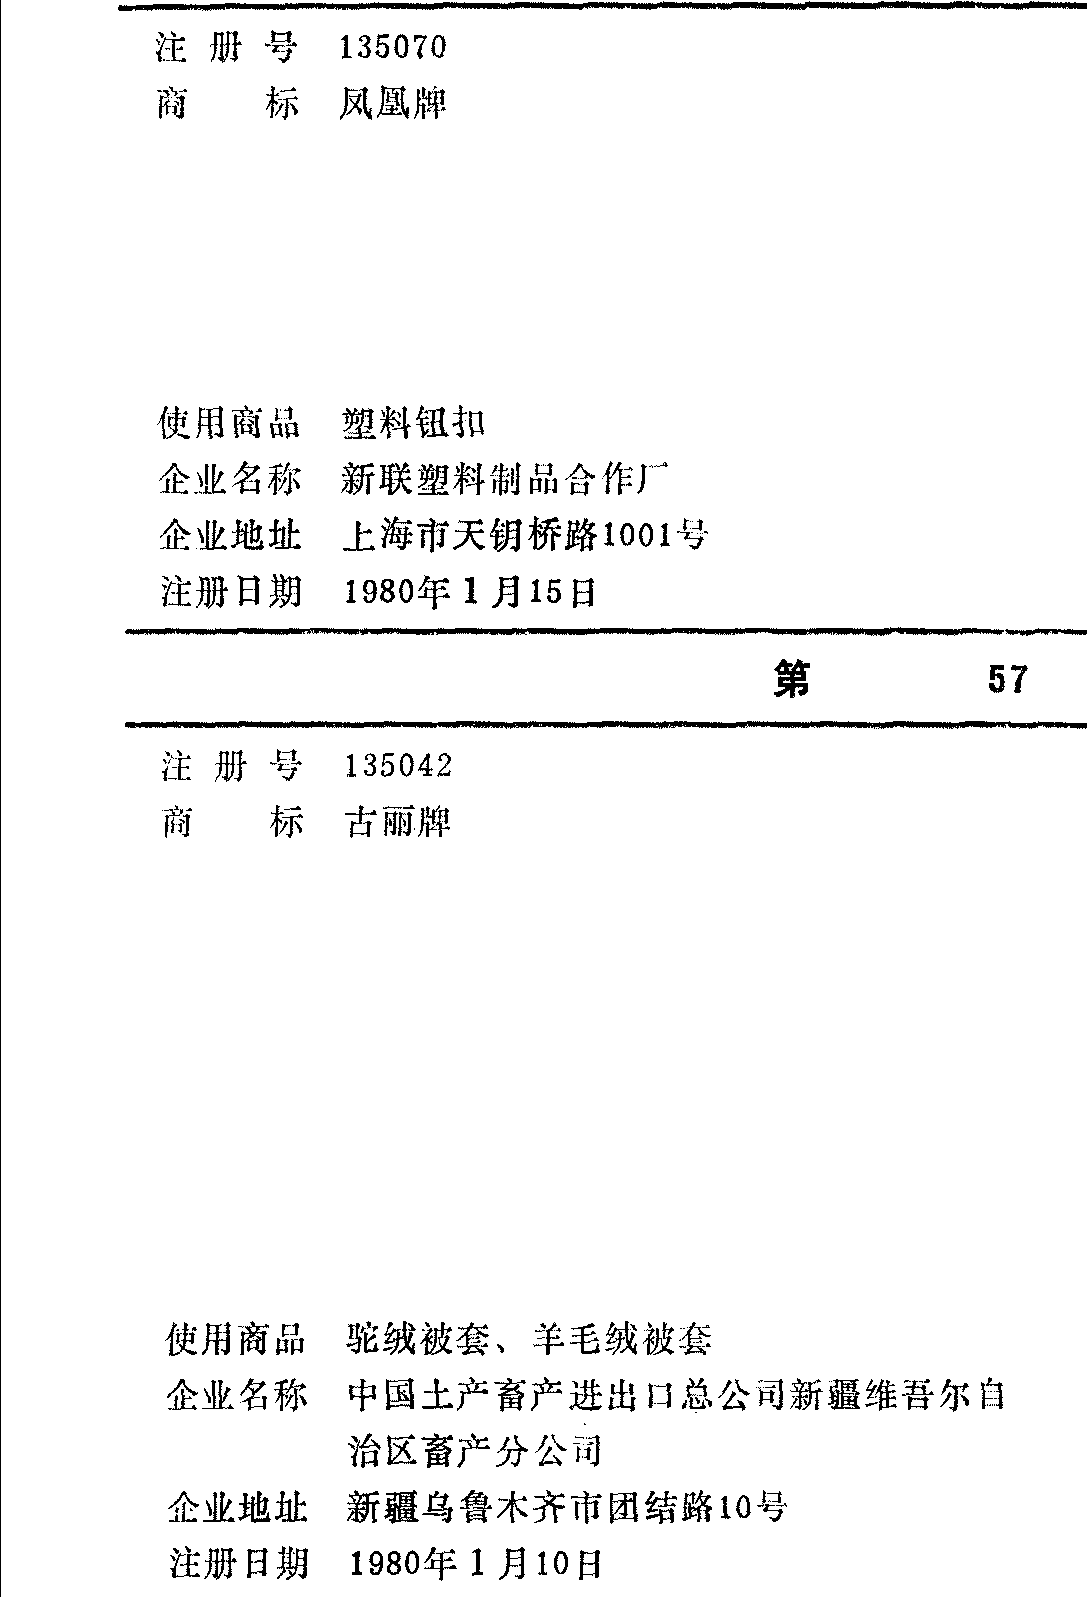 注册号 135070
商标 凤凰牌
使用商品 塑料钮扣
企业名称 新联塑料制品合作厂
企业地址 上海市天钥桥路1001号
注册日期 1980年1月15日
第 57
注册号 135042
商标 古丽牌
使用商品 驼绒被套、羊毛绒被套
企业名称 中国土产畜产进出口总公司新疆维吾尔自
治区畜产分公司
企业地址 新疆乌鲁木齐市团结路10号
注册日期 1980年1月10日